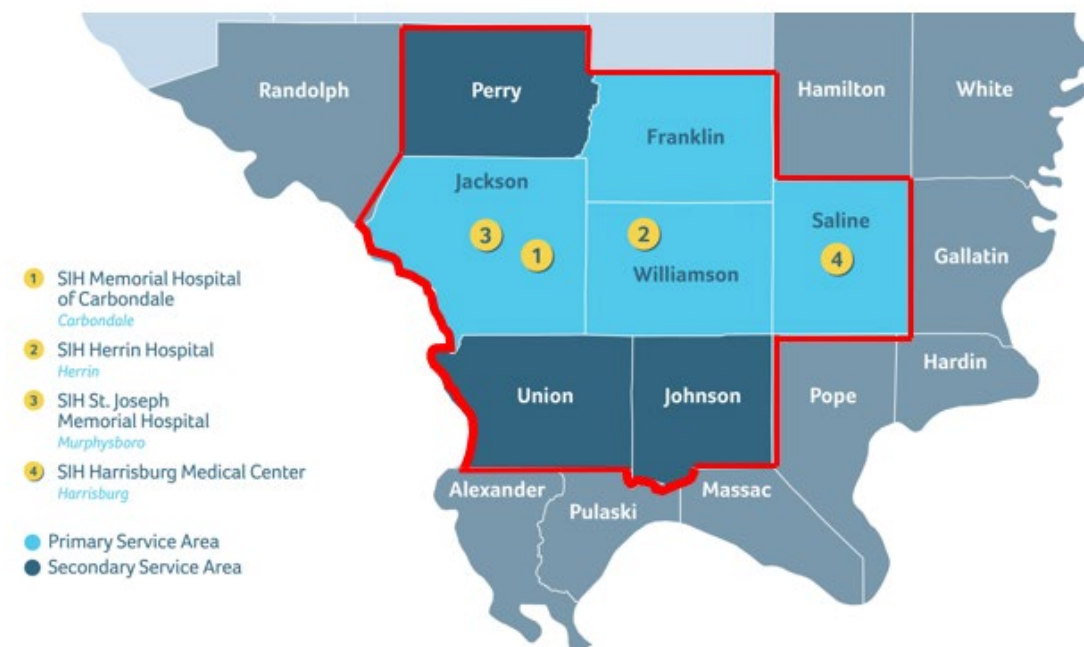 Randolph
Perry
Hamilton
White
Franklin
Jackson
Saline
3
2
1
4
Williamson
Gallatin
1 SIH Memorial Hospital
of Carbondale
Carbondale
2 SIH Herrin Hospital
Herrin
3 SIH St. Joseph
Memorial Hospital
Murphysboro
4 SIH Harrisburg Medical Center
Harrisburg
Primary Service Area
Secondary Service Area
Hardin
Union
Johnson
Pope
Alexander
Massac
Pulaski